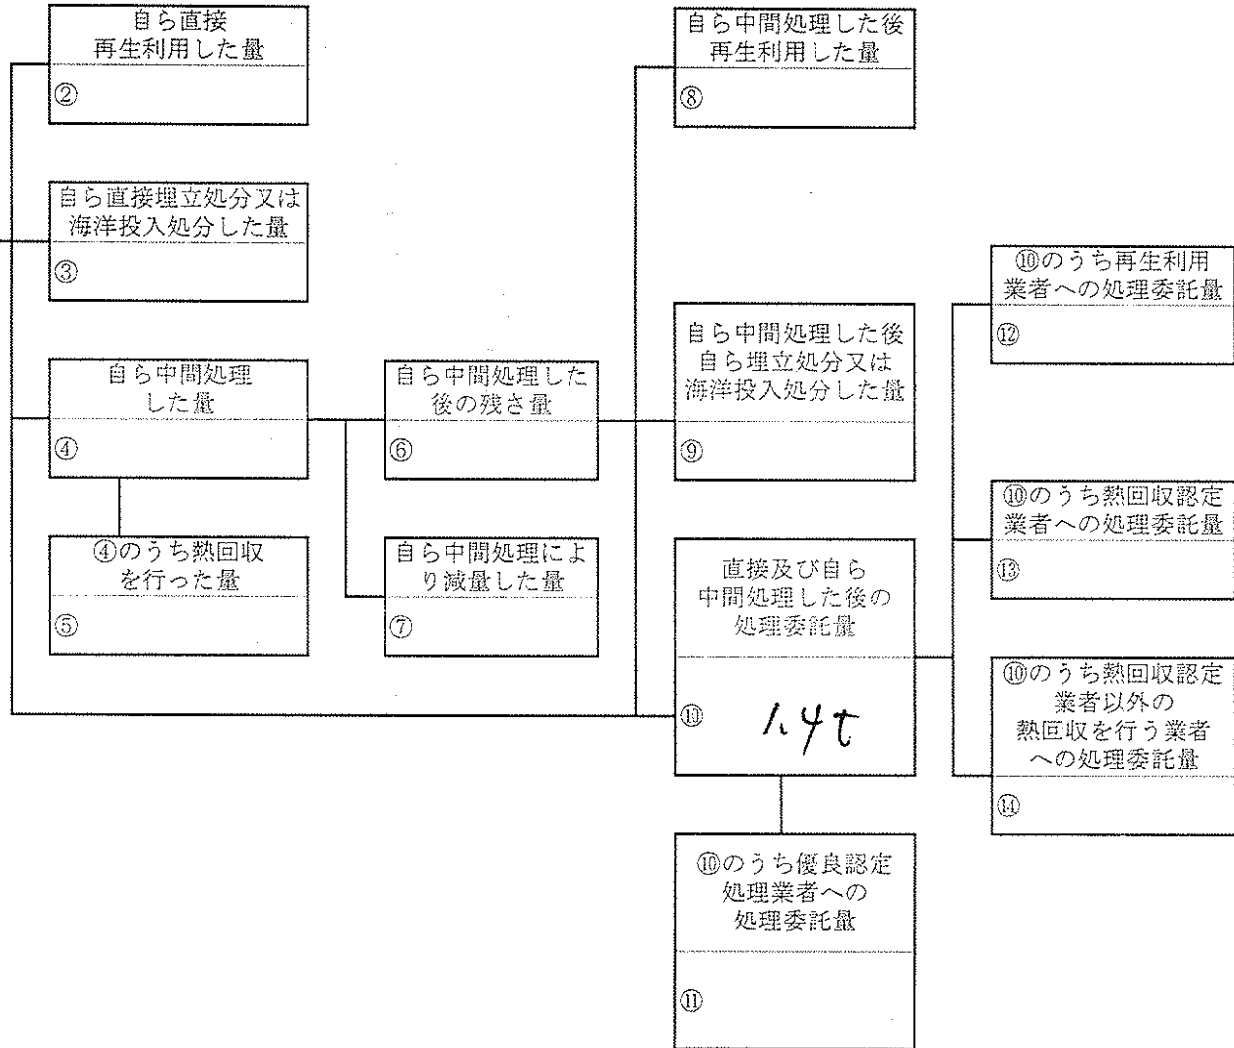 自ら直接
再生利用した量
②
自ら直接埋立処分又は
海洋投入処分した量
③
自ら中間処理
した量
④
④のうち熱回収
を行った量
⑤
自ら中間処理した
後の残さ量
⑥
自ら中間処理によ
り減量した量
⑦
自ら中間処理した後
再生利用した量
⑧
自ら中間処理した後
自ら埋立処分又は
海洋投入処分した量
⑨
直接及び自ら
中間処理した後の
処理委託量
⑩
1.4t
⑩のうち優良認定
処理業者への
処理委託量
⑪
⑩のうち再生利用
業者への処理委託量
⑫
⑩のうち熱回収認定
業者への処理委託量
⑬
⑩のうち熱回収認定
業者以外の
熱回収を行う業者
への処理委託量
⑭